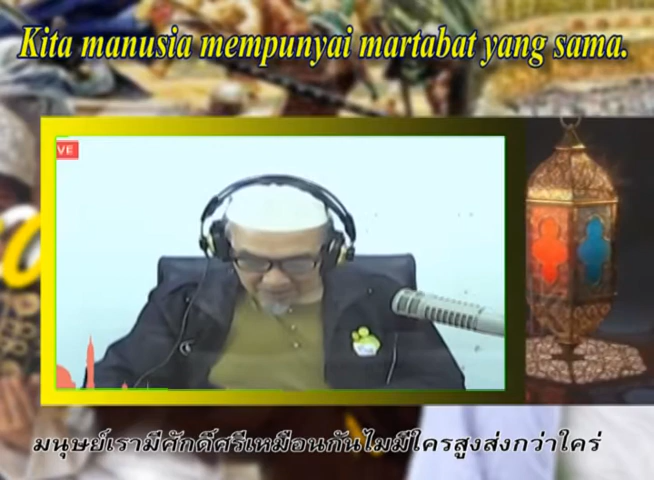 Kita manusia mempunyai martabat yang sama.
VE
มนุษย์เรามีศักดิ์ศรีเหมือนกันไมมีใครสูงส่งกว่าใคร่